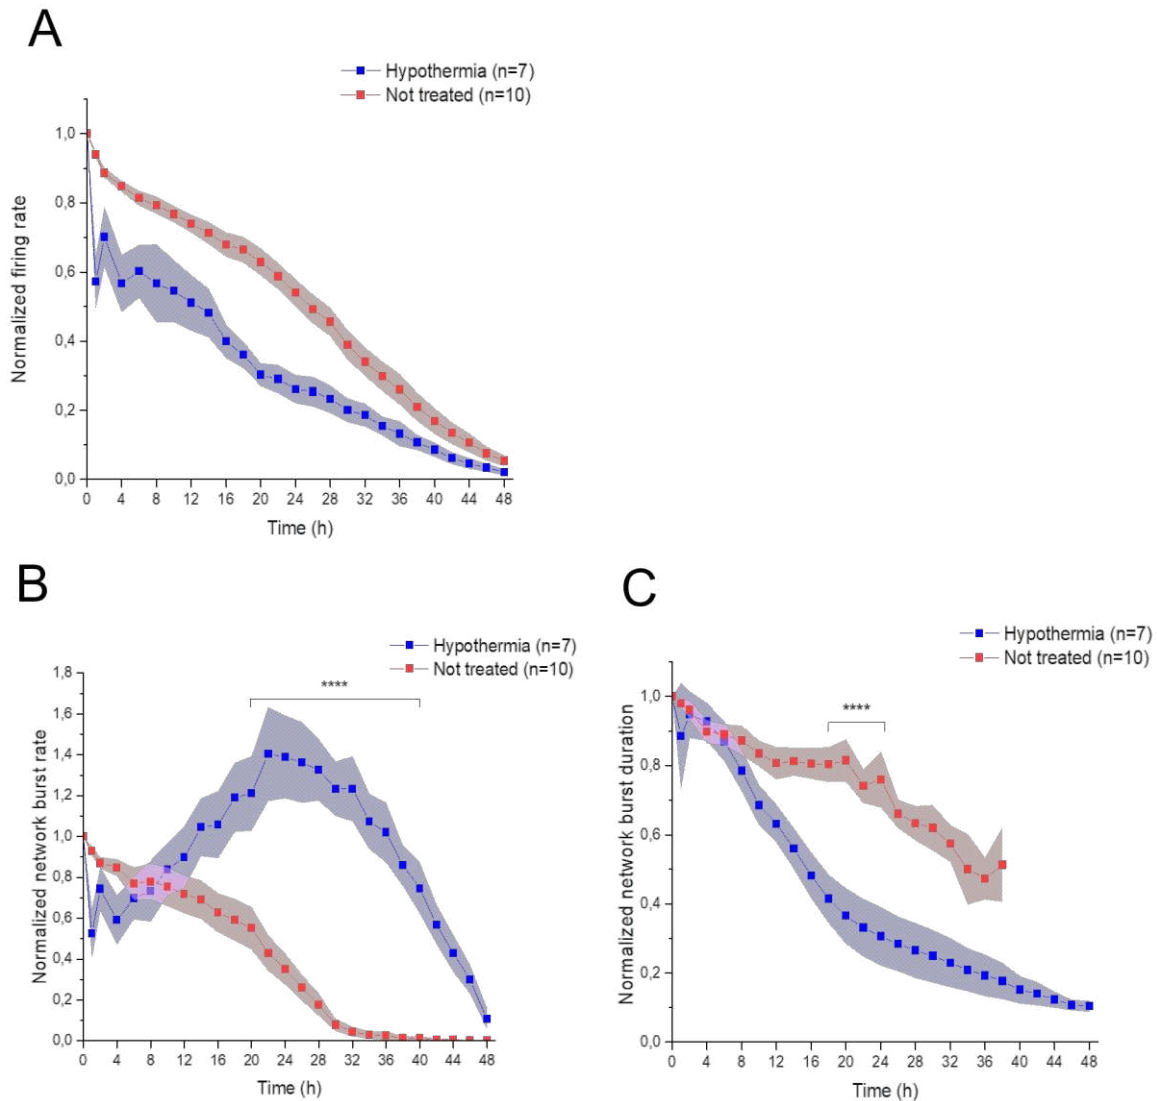 A
Hypothermia (n=7)
Not treated (n=10)
Normalized firing rate
1,0
0,8
0,6
0,4
0,2
0,0
0 4 8 12 16 20 24 28 32 36 40 44 48
Time (h)
B
Hypothermia (n=7)
Not treated (n=10)
****
Normalized network burst rate
1,8
1,6
1,4
1,2
1,0
0,8
0,6
0,4
0,2
0,0
0 4 8 12 16 20 24 28 32 36 40 44 48
Time (h)
C
Hypothermia (n=7)
Not treated (n=10)
****
Normalized network burst duration
1,0
0,8
0,6
0,4
0,2
0,0
0 4 8 12 16 20 24 28 32 36 40 44 48
Time (h)